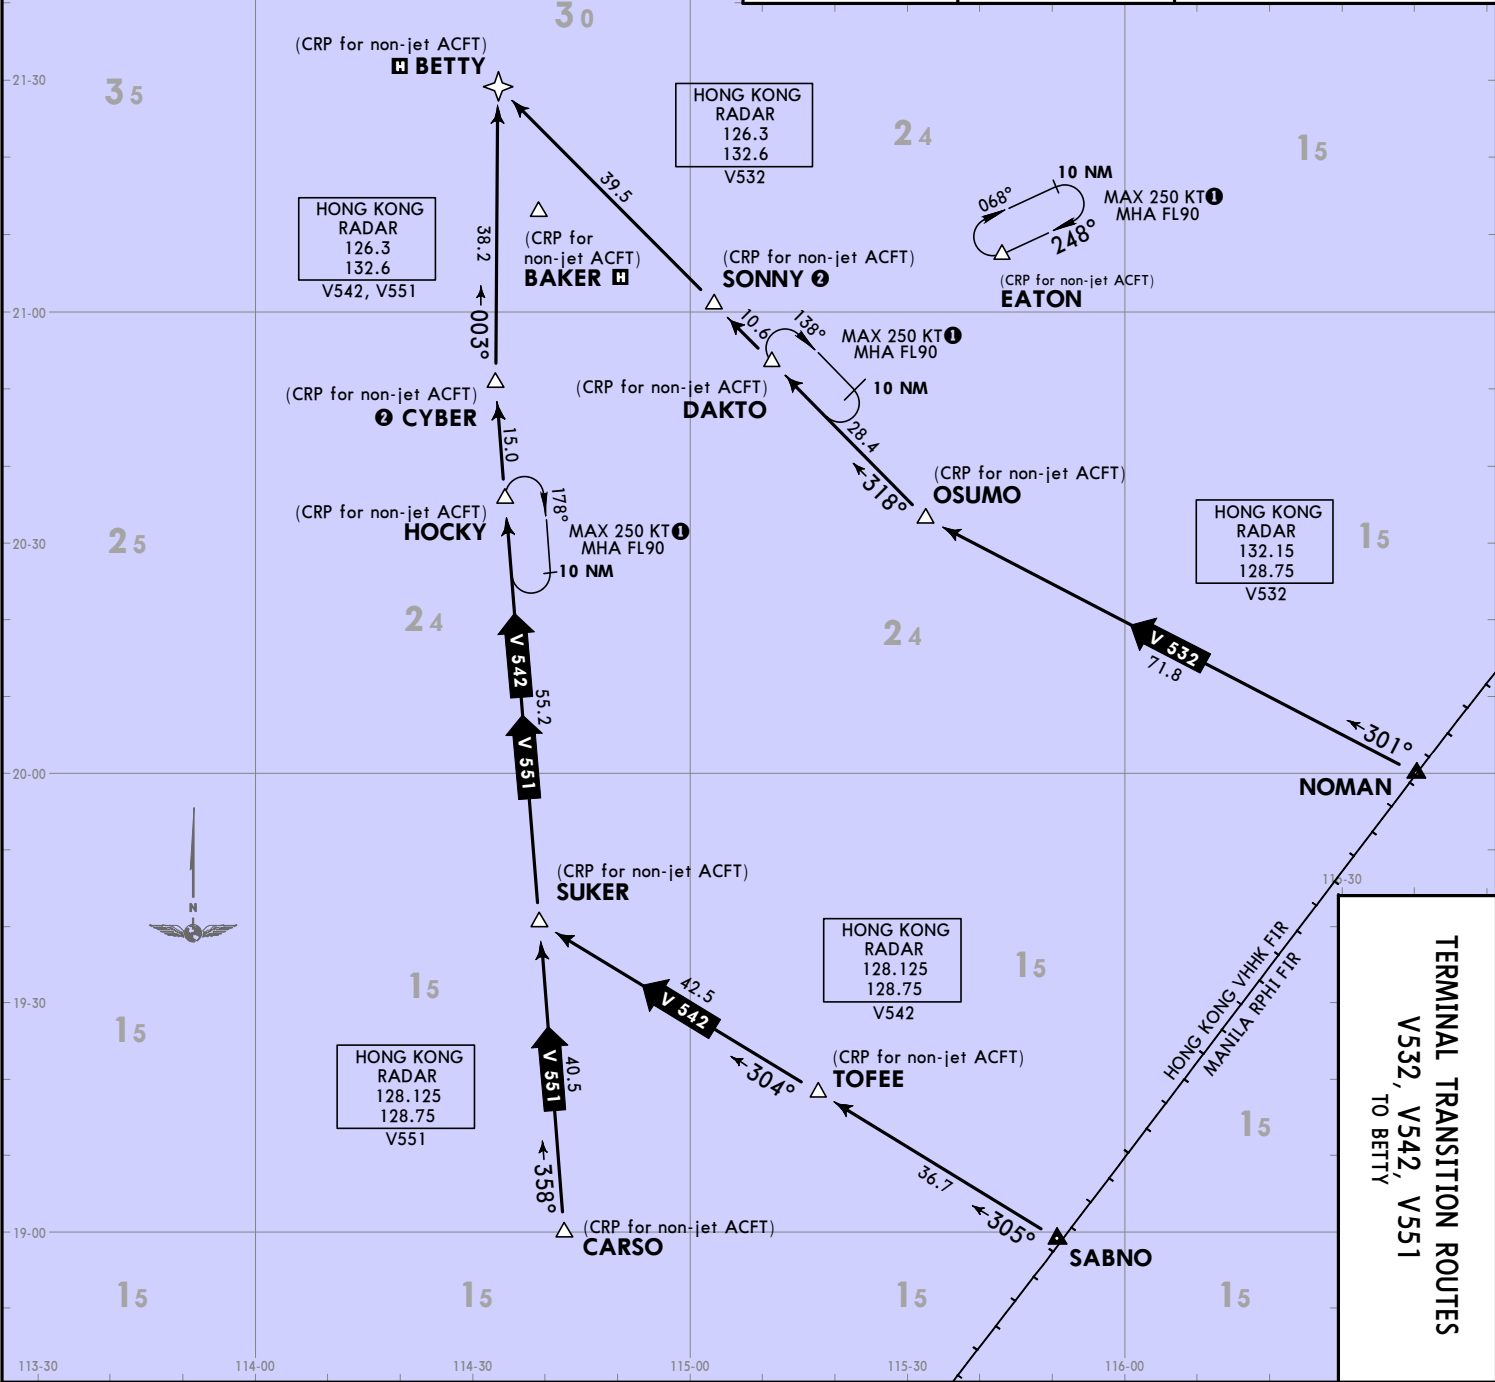 30
(CRP for non-jet ACFT)
H BETTY
21-30
35
HONG KONG
RADAR
126.3
132.6
V532
24
15
10 NM
068°
MAX 250 KT❶
MHA FL90
248°
(CRP for non-jet ACFT)
EATON
39.5
HONG KONG
RADAR
126.3
132.6
V542, V551
38.2
←003°
(CRP for
non-jet ACFT)
BAKER H
(CRP for non-jet ACFT)
SONNY ❷
21-00
10.6
138°
MAX 250 KT❶
MHA FL90
10 NM
(CRP for non-jet ACFT)
DAKTO
(CRP for non-jet ACFT)
❷ CYBER
15.0
28.4
←318°
(CRP for non-jet ACFT)
OSUMO
(CRP for non-jet ACFT)
HOCKY
178°
MAX 250 KT❶
MHA FL90
10 NM
HONG KONG
RADAR
132.15
128.75
V532
15
25
20-30
24
24
V 542
55.2
V 551
V 532
71.8
←301°
20-00
NOMAN
N
(CRP for non-jet ACFT)
SUKER
116-30
HONG KONG
RADAR
128.125
128.75
V542
15
HONG KONG VHHK FIR
MANILA RPHI FIR
15
19-30
15
42.5
V 542
←304°
(CRP for non-jet ACFT)
TOFEE
HONG KONG
RADAR
128.125
128.75
V551
V 551
40.5
←358°
36.7
←305°
15
19-00
(CRP for non-jet ACFT)
CARSO
SABNO
15
15
15
15
113-30
114-00
114-30
115-00
115-30
116-00
TERMINAL TRANSITION ROUTES
V532, V542, V551
TO BETTY